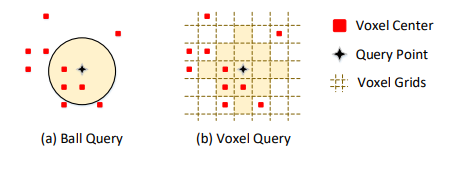 Voxel Center
Query Point
Voxel Grids
(a) Ball Query
(b) Voxel Query